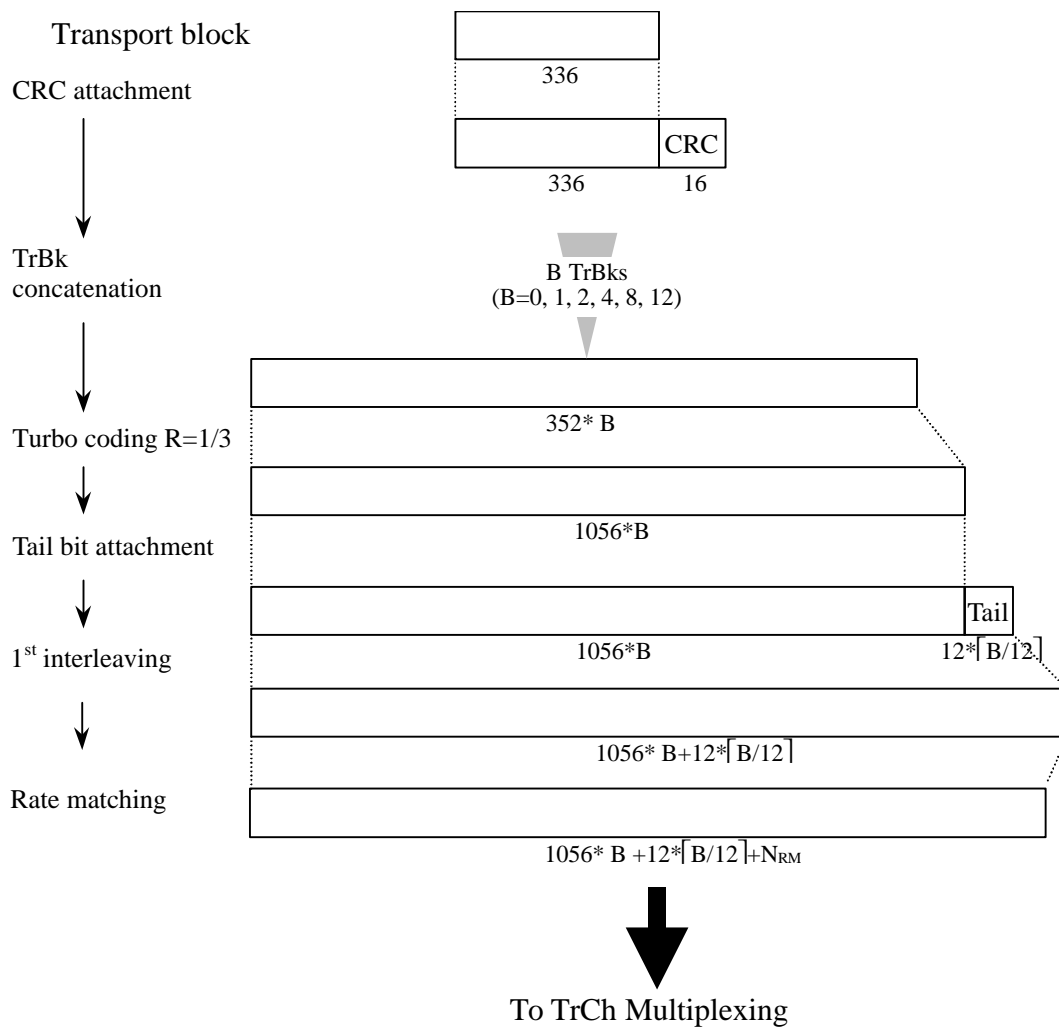 Transport block
336
CRC attachment
CRC
336
16
TrBk
concatenation
B TrBks
(B=0, 1, 2, 4, 8, 12)
352* B
Turbo coding R=1/3
1056*B
Tail bit attachment
Tail
1056*B
12*⌈B/12⌉
1st interleaving
1056* B+12*⌈B/12⌉
Rate matching
1056* B +12*⌈B/12⌉+NRM
To TrCh Multiplexing